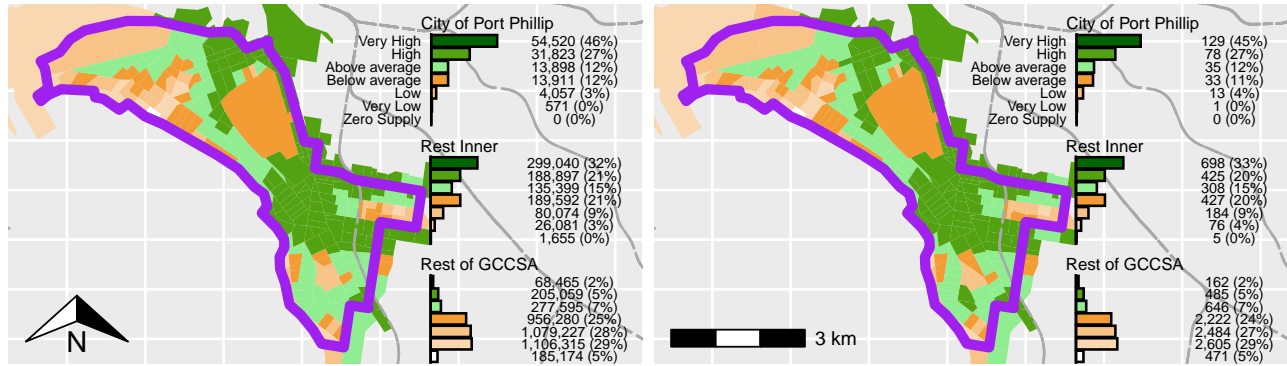 City of Port Phillip
Very High 54,520 (46%)
High 31,823 (27%)
Above average 13,898 (12%)
Below average 13,911 (12%)
Low 4,057 (3%)
Very Low 571 (0%)
Zero Supply 0 (0%)
Rest Inner
299,040 (32%)
188,897 (21%)
135,399 (15%)
189,592 (21%)
80,074 (9%)
26,081 (3%)
1,655 (0%)
Rest of GCCSA
68,465 (2%)
205,059 (5%)
277,595 (7%)
956,280 (25%)
1,079,227 (28%)
1,106,315 (29%)
185,174 (5%)
N
City of Port Phillip
Very High 129 (45%)
High 78 (27%)
Above average 35 (12%)
Below average 33 (11%)
Low 13 (4%)
Very Low 1 (0%)
Zero Supply 0 (0%)
Rest Inner
698 (33%)
425 (20%)
308 (15%)
427 (20%)
184 (9%)
76 (4%)
5 (0%)
Rest of GCCSA
162 (2%)
485 (5%)
646 (7%)
2,222 (24%)
2,484 (27%)
2,605 (29%)
471 (5%)
3 km